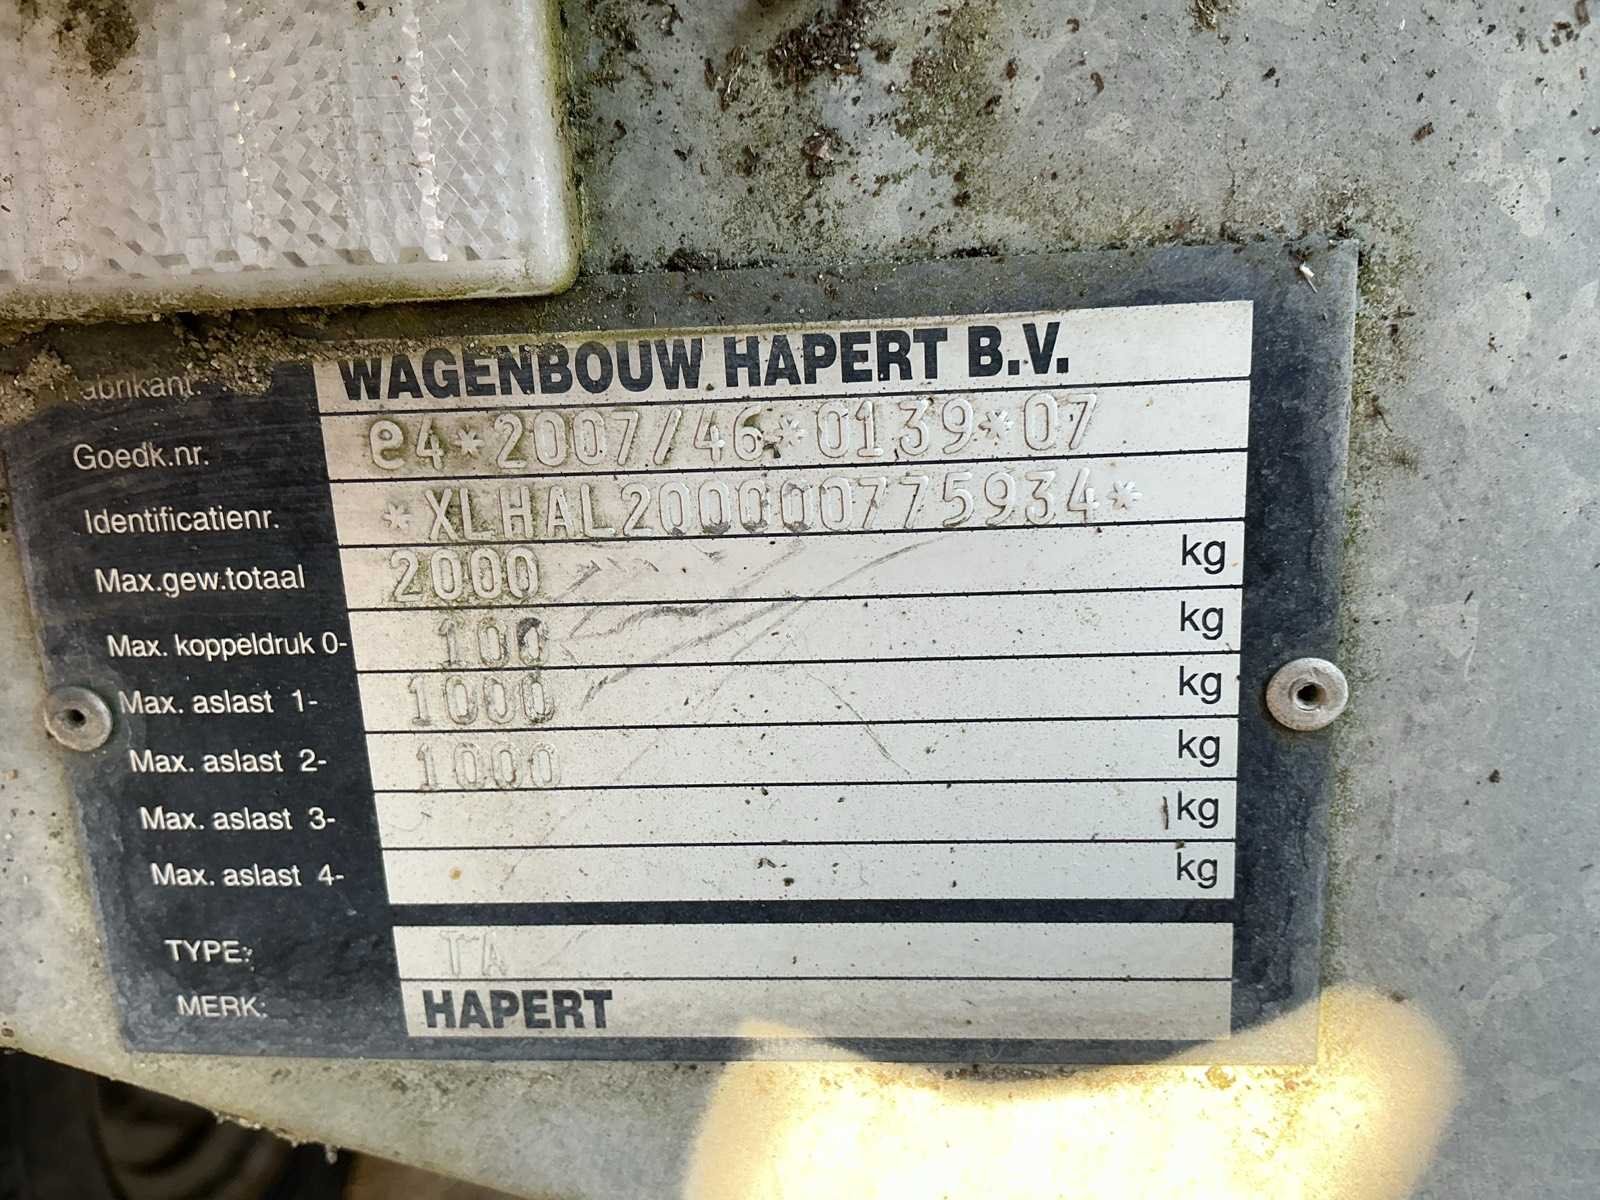 Fabrikant: WAGENBOUW HAPERT B.V.
Goedk.nr. e4*2007/46*0139*07
Identificatienr. *XLHAL200000775934*
Max.gew.totaal 2000 kg
Max. koppeldruk 0- 100 kg
Max. aslast 1- 1000 kg
Max. aslast 2- 1000 kg
Max. aslast 3- kg
Max. aslast 4- kg
TYPE: TA
MERK: HAPERT